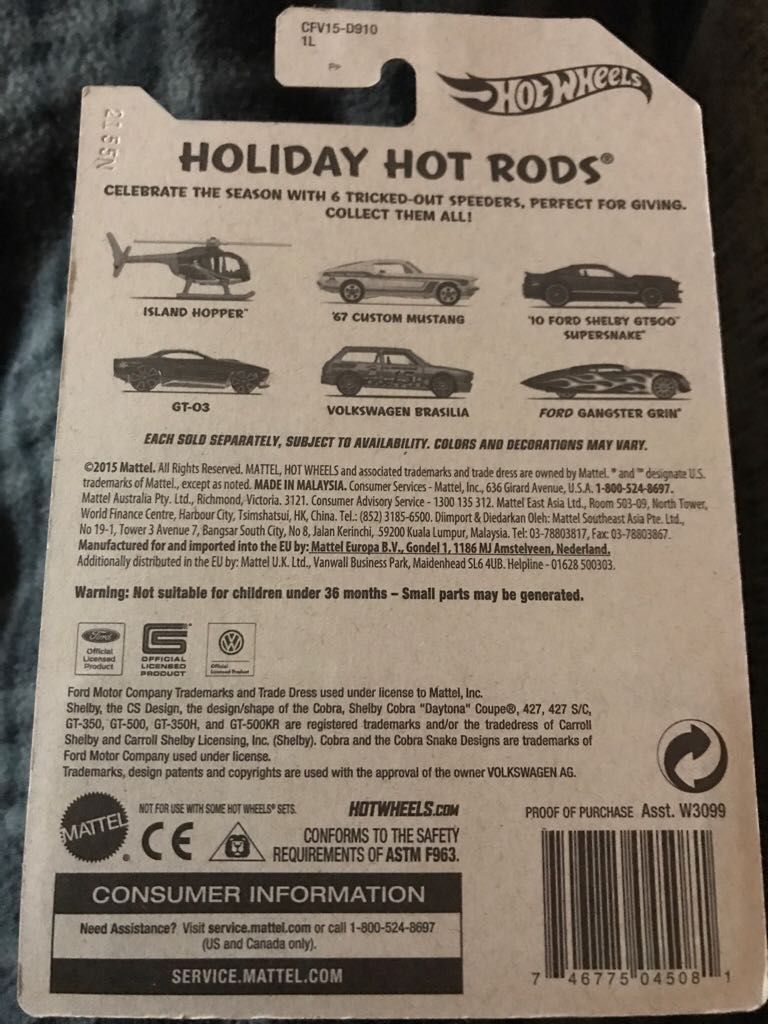 CFV15-D910
1L
HOT WHEELS
2155N
HOLIDAY HOT RODS®
CELEBRATE THE SEASON WITH 6 TRICKED-OUT SPEEDERS, PERFECT FOR GIVING.
COLLECT THEM ALL!
ISLAND HOPPER™
'67 CUSTOM MUSTANG
'10 FORD SHELBY GT500™
SUPERSNAKE™
GT-03
VOLKSWAGEN BRASILIA
FORD GANGSTER GRIN™
EACH SOLD SEPARATELY, SUBJECT TO AVAILABILITY. COLORS AND DECORATIONS MAY VARY.
©2015 Mattel. All Rights Reserved. MATTEL, HOT WHEELS and associated trademarks and trade dress are owned by Mattel. ® and ™ designate U.S.
trademarks of Mattel., except as noted. MADE IN MALAYSIA. Consumer Services - Mattel, Inc., 636 Girard Avenue, U.S.A. 1-800-524-8697.
Mattel Australia Pty. Ltd., Richmond, Victoria. 3121. Consumer Advisory Service - 1300 135 312. Mattel East Asia Ltd., Room 503-09, North Tower,
World Finance Centre, Harbour City, Tsimshatsui, HK, China. Tel.: (852) 3185-6500. Diimport & Diedarkan Oleh: Mattel Southeast Asia Pte. Ltd.,
No 19-1, Tower 3 Avenue 7, Bangsar South City, No 8, Jalan Kerinchi, 59200 Kuala Lumpur, Malaysia. Tel: 03-78803817, Fax: 03-78803867.
Manufactured for and imported into the EU by: Mattel Europa B.V., Gondel 1, 1186 MJ Amstelveen, Nederland.
Additionally distributed in the EU by: Mattel U.K. Ltd., Vanwall Business Park, Maidenhead SL6 4UB. Helpline - 01628 500303.
Warning: Not suitable for children under 36 months – Small parts may be generated.
Ford
Official
Licensed
Product
OFFICIAL
LICENSED
PRODUCT
Official
Licensed Product
Ford Motor Company Trademarks and Trade Dress used under license to Mattel, Inc.
Shelby, the CS Design, the design/shape of the Cobra, Shelby Cobra "Daytona" Coupe®, 427, 427 S/C,
GT-350, GT-500, GT-350H, and GT-500KR are registered trademarks and/or the tradedress of Carroll
Shelby and Carroll Shelby Licensing, Inc. (Shelby). Cobra and the Cobra Snake Designs are trademarks of
Ford Motor Company used under license.
Trademarks, design patents and copyrights are used with the approval of the owner VOLKSWAGEN AG.
MATTEL®
NOT FOR USE WITH SOME HOT WHEELS® SETS.
HOTWHEELS.COM
CE
CONFORMS TO THE SAFETY
REQUIREMENTS OF ASTM F963.
PROOF OF PURCHASE Asst. W3099
CONSUMER INFORMATION
Need Assistance? Visit service.mattel.com or call 1-800-524-8697
(US and Canada only).
SERVICE.MATTEL.COM
7 46775 04508 1